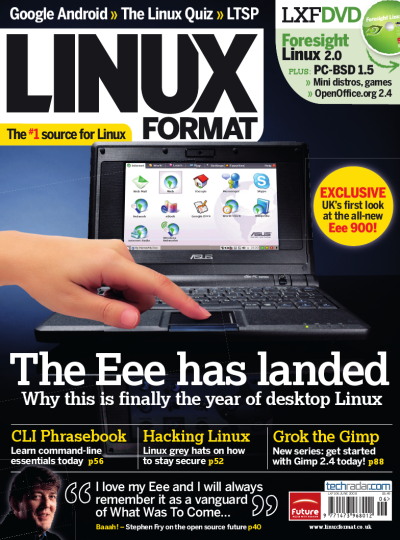 Google Android » The Linux Quiz » LTSP
LXFDVD
Foresight
Linux 2.0
PLUS: PC-BSD 1.5
» Mini distros, games
» OpenOffice.org 2.4
LINUX
FORMAT
The #1 source for Linux
EXCLUSIVE
UK's first look
at the all-new
Eee 900!
ASUS
ASUS
The Eee has landed
Why this is finally the year of desktop Linux
CLI Phrasebook
Learn command-line
essentials today p56
Hacking Linux
Linux grey hats on how
to stay secure p52
Grok the Gimp
New series: get started
with Gimp 2.4 today! p88
“I love my Eee and I will always
remember it as a vanguard
of What Was To Come...”
Baaah! – Stephen Fry on the open source future p40
Future
techradar.com
06
9 771473 968012
www.linuxformat.co.uk